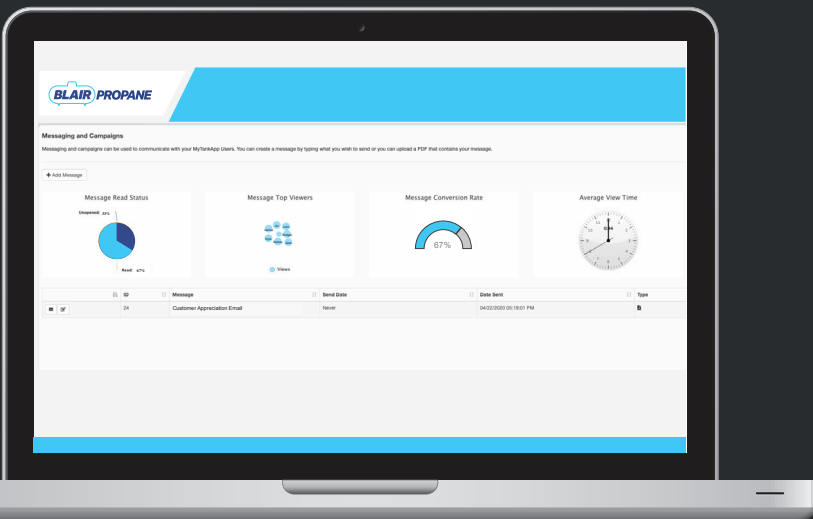 BLAIR PROPANE
Messaging and Campaigns
Messaging and campaigns can be used to communicate with your MyTankApp Users. You can create a message by typing what you wish to send or you can upload a PDF that contains your message.
Add Message
Message Read Status
Message Top Viewers
Message Conversion Rate
Average View Time
Unopened 33%
Read 67%
Views
67%
ID
Message
Send Date
Date Sent
Type
24
Customer Appreciation Email
Never
04/22/2020 05:19:01 PM